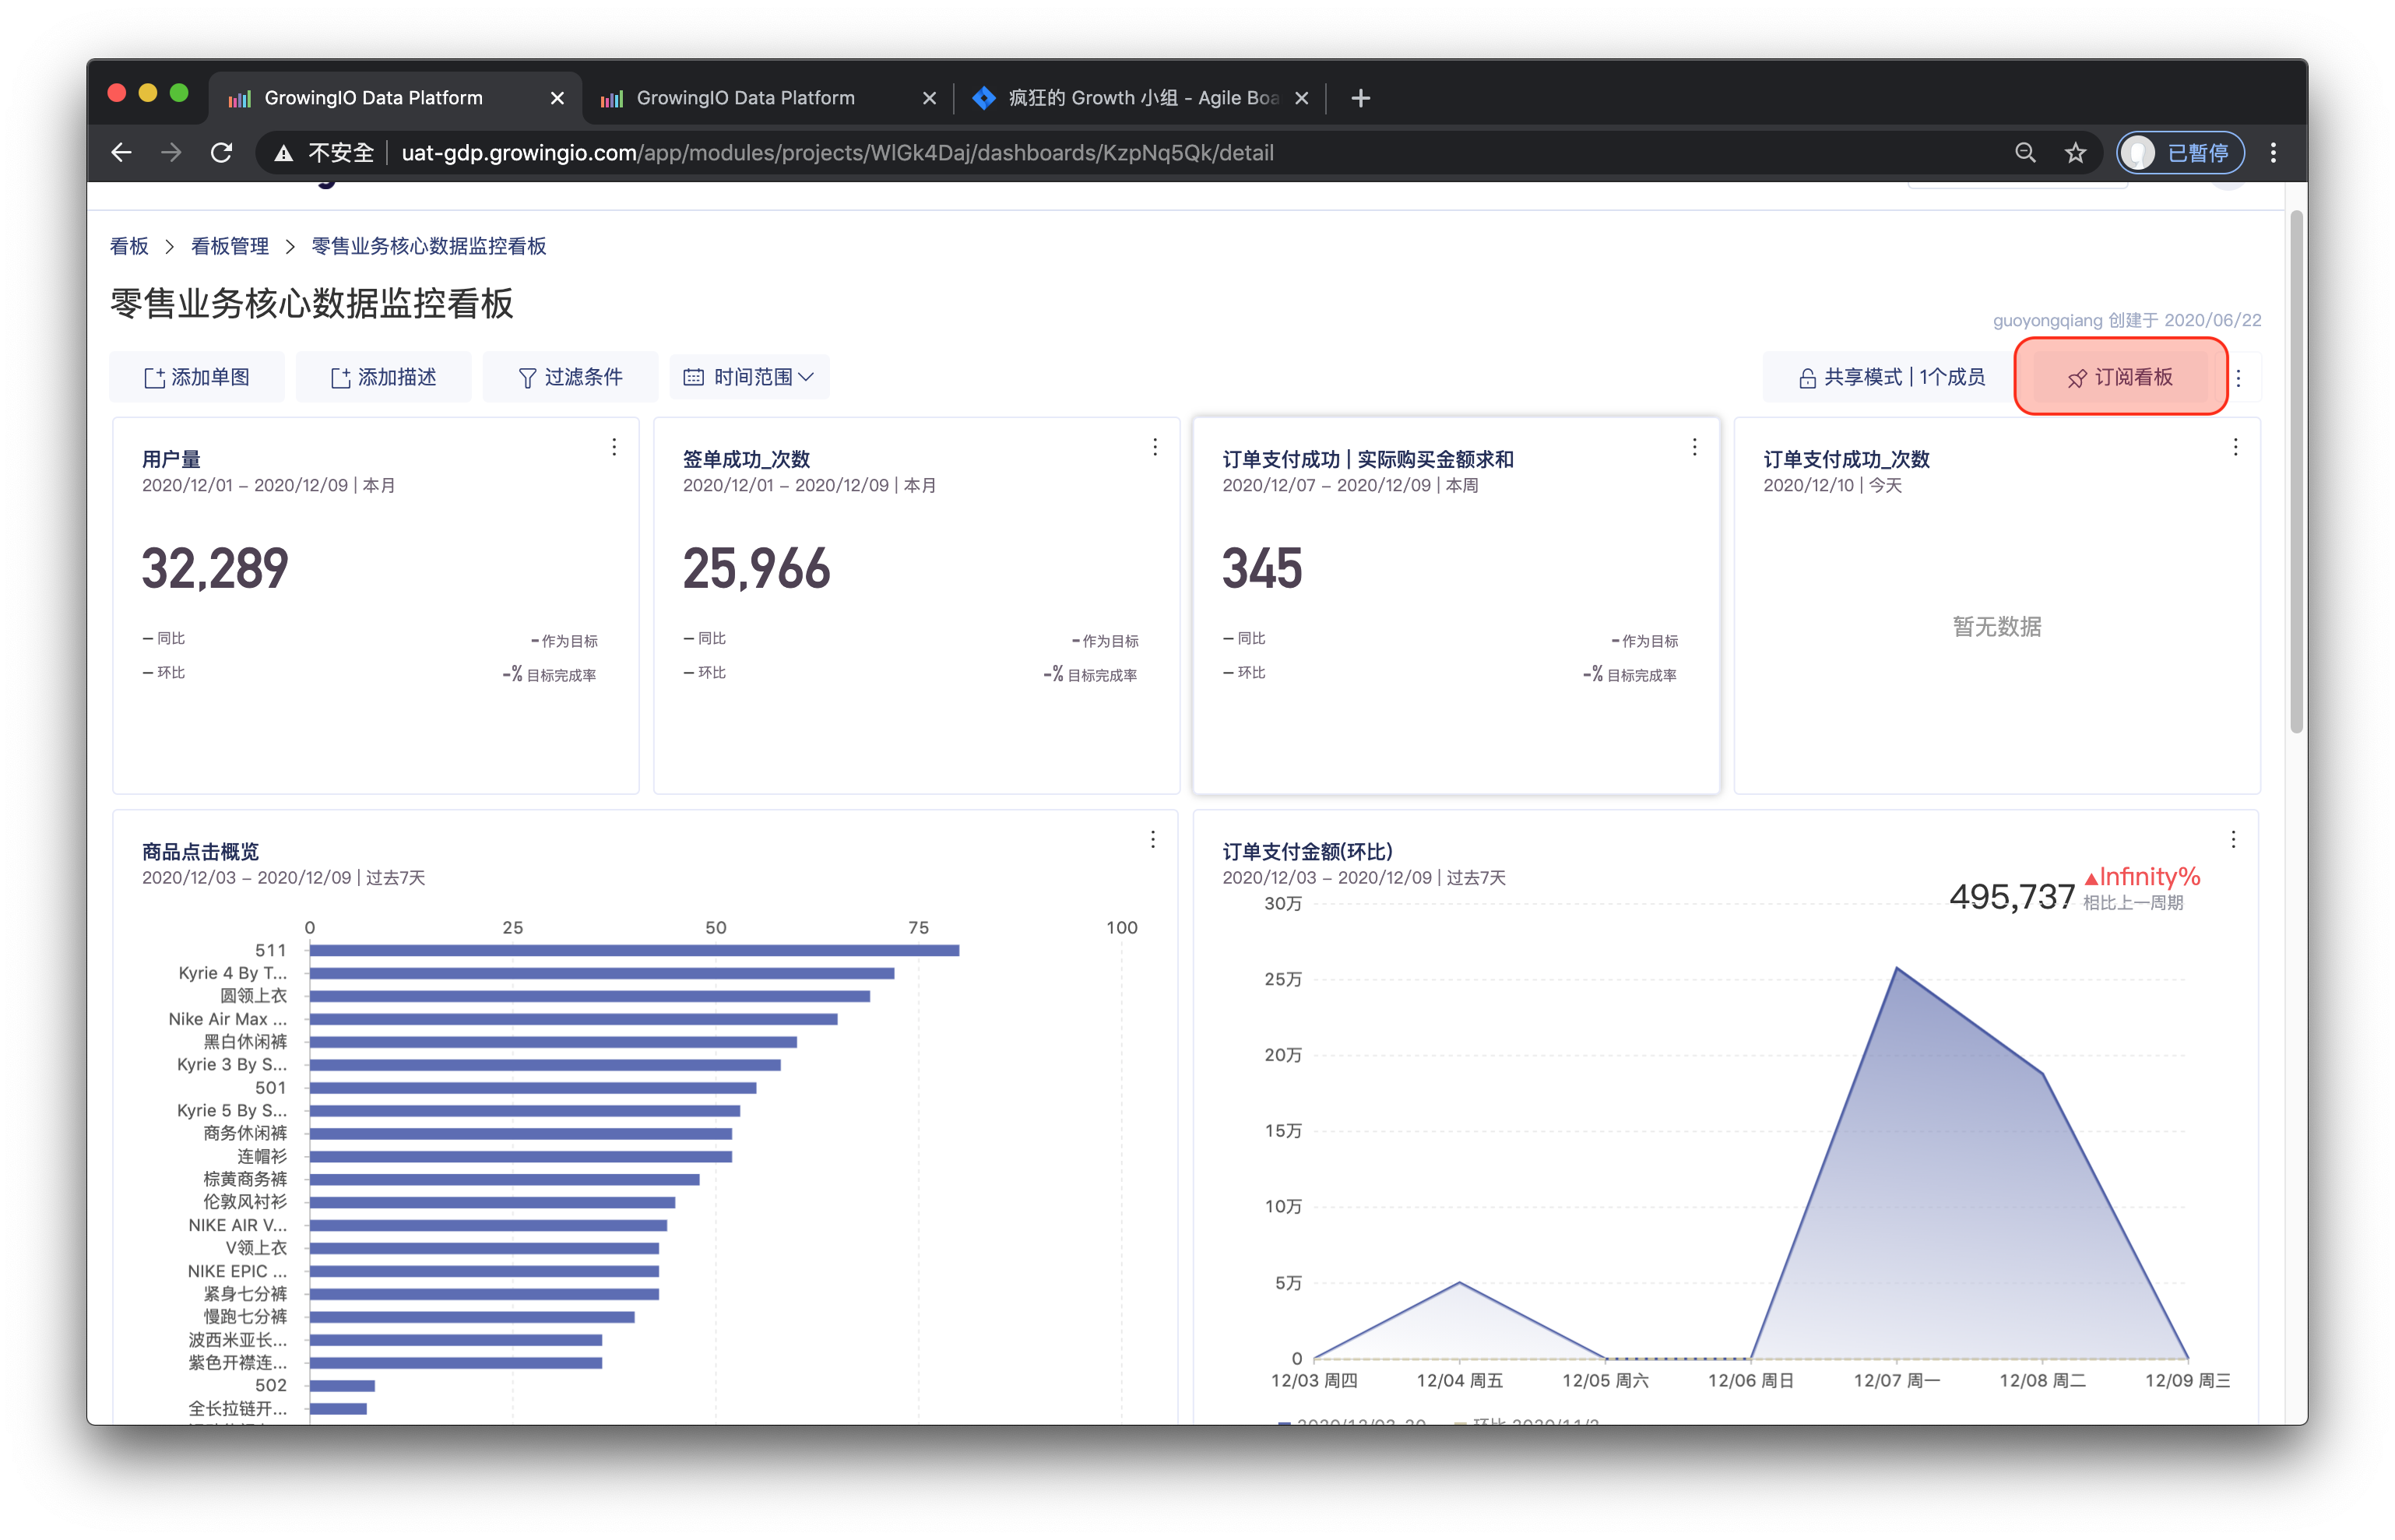 GrowingIO Data Platform
GrowingIO Data Platform
疯狂的 Growth 小组 - Agile Boa
不安全
uat-gdp.growingio.com/app/modules/projects/WlGk4Daj/dashboards/KzpNq5Qk/detail
已暂停
看板 > 看板管理 > 零售业务核心数据监控看板
零售业务核心数据监控看板
guoyongqiang 创建于 2020/06/22
添加单图
添加描述
过滤条件
时间范围
共享模式 | 1个成员
订阅看板
用户量
2020/12/01 – 2020/12/09 | 本月
32,289
– 同比
- 作为目标
– 环比
-% 目标完成率
签单成功_次数
2020/12/01 – 2020/12/09 | 本月
25,966
– 同比
- 作为目标
– 环比
-% 目标完成率
订单支付成功 | 实际购买金额求和
2020/12/07 – 2020/12/09 | 本周
345
– 同比
- 作为目标
– 环比
-% 目标完成率
订单支付成功_次数
2020/12/10 | 今天
暂无数据
商品点击概览
2020/12/03 – 2020/12/09 | 过去7天
0 25 50 75 100
511
Kyrie 4 By T...
圆领上衣
Nike Air Max ...
黑白休闲裤
Kyrie 3 By S...
501
Kyrie 5 By S...
商务休闲裤
连帽衫
棕黄商务裤
伦敦风衬衫
NIKE AIR V...
V领上衣
NIKE EPIC ...
紧身七分裤
慢跑七分裤
波西米亚长...
紫色开襟连...
502
全长拉链开...
订单支付金额(环比)
2020/12/03 – 2020/12/09 | 过去7天
495,737
▲Infinity%
相比上一周期
30万
25万
20万
15万
10万
5万
0
12/03 周四 12/04 周五 12/05 周六 12/06 周日 12/07 周一 12/08 周二 12/09 周三